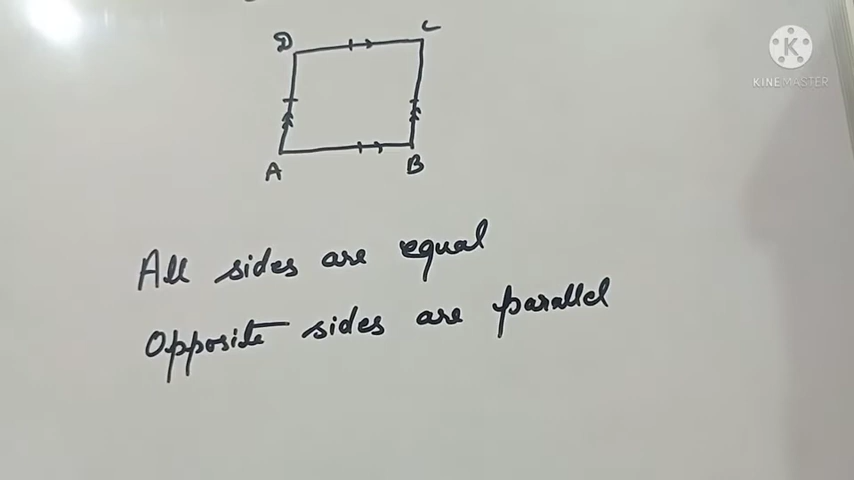 D C
A B
K
KINEMASTER
All sides are equal
Opposite sides are parallel